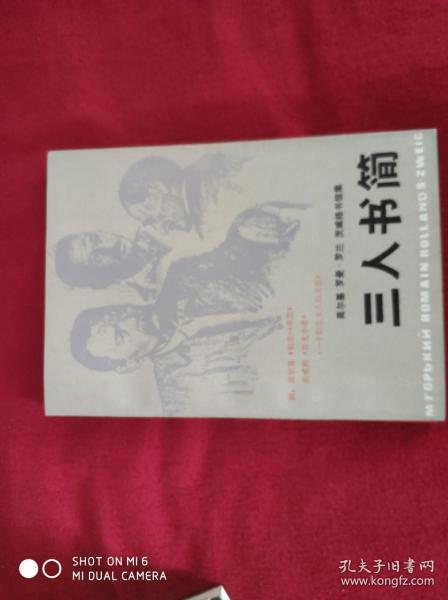 三人书简
高尔基 罗曼·罗兰 茨威格书信集
М ГОРЬКИЙ ROMAIN ROLLAND S·ZWEIG
SHOT ON MI 6
MI DUAL CAMERA
孔夫子旧书网
www.kongfz.com